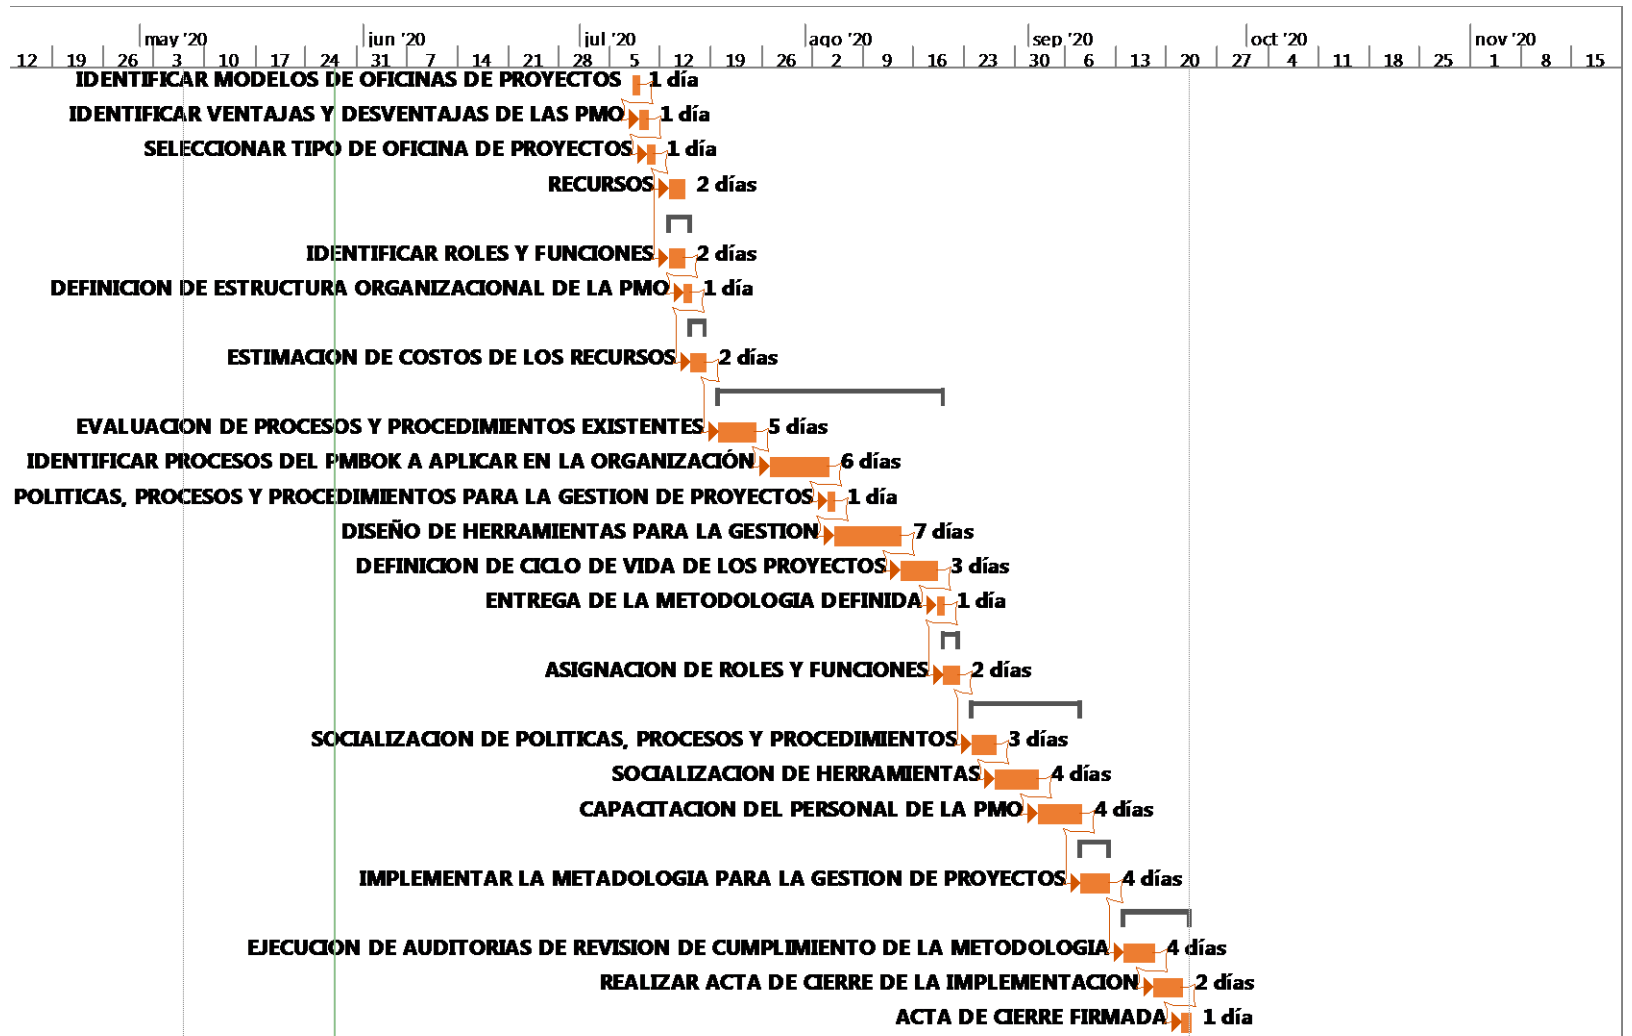 may '20 jun '20 jul '20 ago '20 sep '20 oct '20 nov '20
12 19 26 3 10 17 24 31 7 14 21 28 5 12 19 26 2 9 16 23 30 6 13 20 27 4 11 18 25 1 8 15
IDENTIFICAR MODELOS DE OFICINAS DE PROYECTOS 1 día
IDENTIFICAR VENTAJAS Y DESVENTAJAS DE LAS PMO 1 día
SELECCIONAR TIPO DE OFICINA DE PROYECTOS 1 día
RECURSOS 2 días
IDENTIFICAR ROLES Y FUNCIONES 2 días
DEFINICION DE ESTRUCTURA ORGANIZACIONAL DE LA PMO 1 día
ESTIMACION DE COSTOS DE LOS RECURSOS 2 días
EVALUACION DE PROCESOS Y PROCEDIMIENTOS EXISTENTES 5 días
IDENTIFICAR PROCESOS DEL PMBOK A APLICAR EN LA ORGANIZACIÓN 6 días
POLITICAS, PROCESOS Y PROCEDIMIENTOS PARA LA GESTION DE PROYECTOS 1 día
DISEÑO DE HERRAMIENTAS PARA LA GESTION 7 días
DEFINICION DE CICLO DE VIDA DE LOS PROYECTOS 3 días
ENTREGA DE LA METODOLOGIA DEFINIDA 1 día
ASIGNACION DE ROLES Y FUNCIONES 2 días
SOCIALIZACION DE POLITICAS, PROCESOS Y PROCEDIMIENTOS 3 días
SOCIALIZACION DE HERRAMIENTAS 4 días
CAPACITACION DEL PERSONAL DE LA PMO 4 días
IMPLEMENTAR LA METADOLOGIA PARA LA GESTION DE PROYECTOS 4 días
EJECUCION DE AUDITORIAS DE REVISION DE CUMPLIMIENTO DE LA METODOLOGIA 4 días
REALIZAR ACTA DE CIERRE DE LA IMPLEMENTACION 2 días
ACTA DE CIERRE FIRMADA 1 día